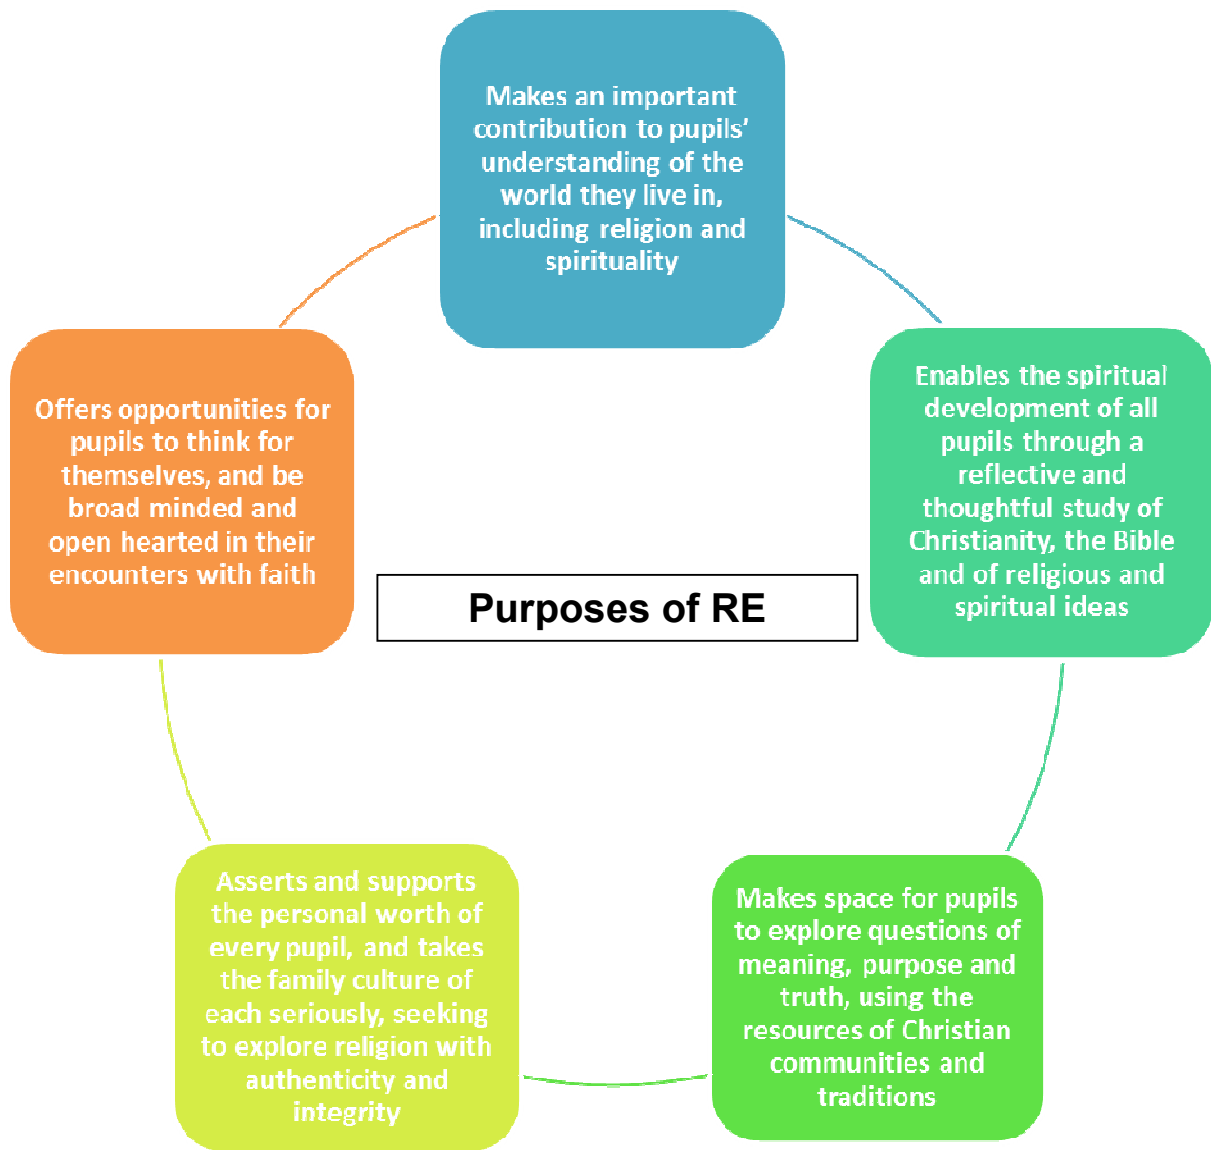 Makes an important
contribution to pupils’
understanding of the
world they live in,
including religion and
spirituality
Enables the spiritual
development of all
pupils through a
reflective and
thoughtful study of
Christianity, the Bible
and of religious and
spiritual ideas
Makes space for pupils
to explore questions of
meaning, purpose and
truth, using the
resources of Christian
communities and
traditions
Asserts and supports
the personal worth of
every pupil, and takes
the family culture of
each seriously, seeking
to explore religion with
authenticity and
integrity
Offers opportunities for
pupils to think for
themselves, and be
broad minded and
open hearted in their
encounters with faith
Purposes of RE